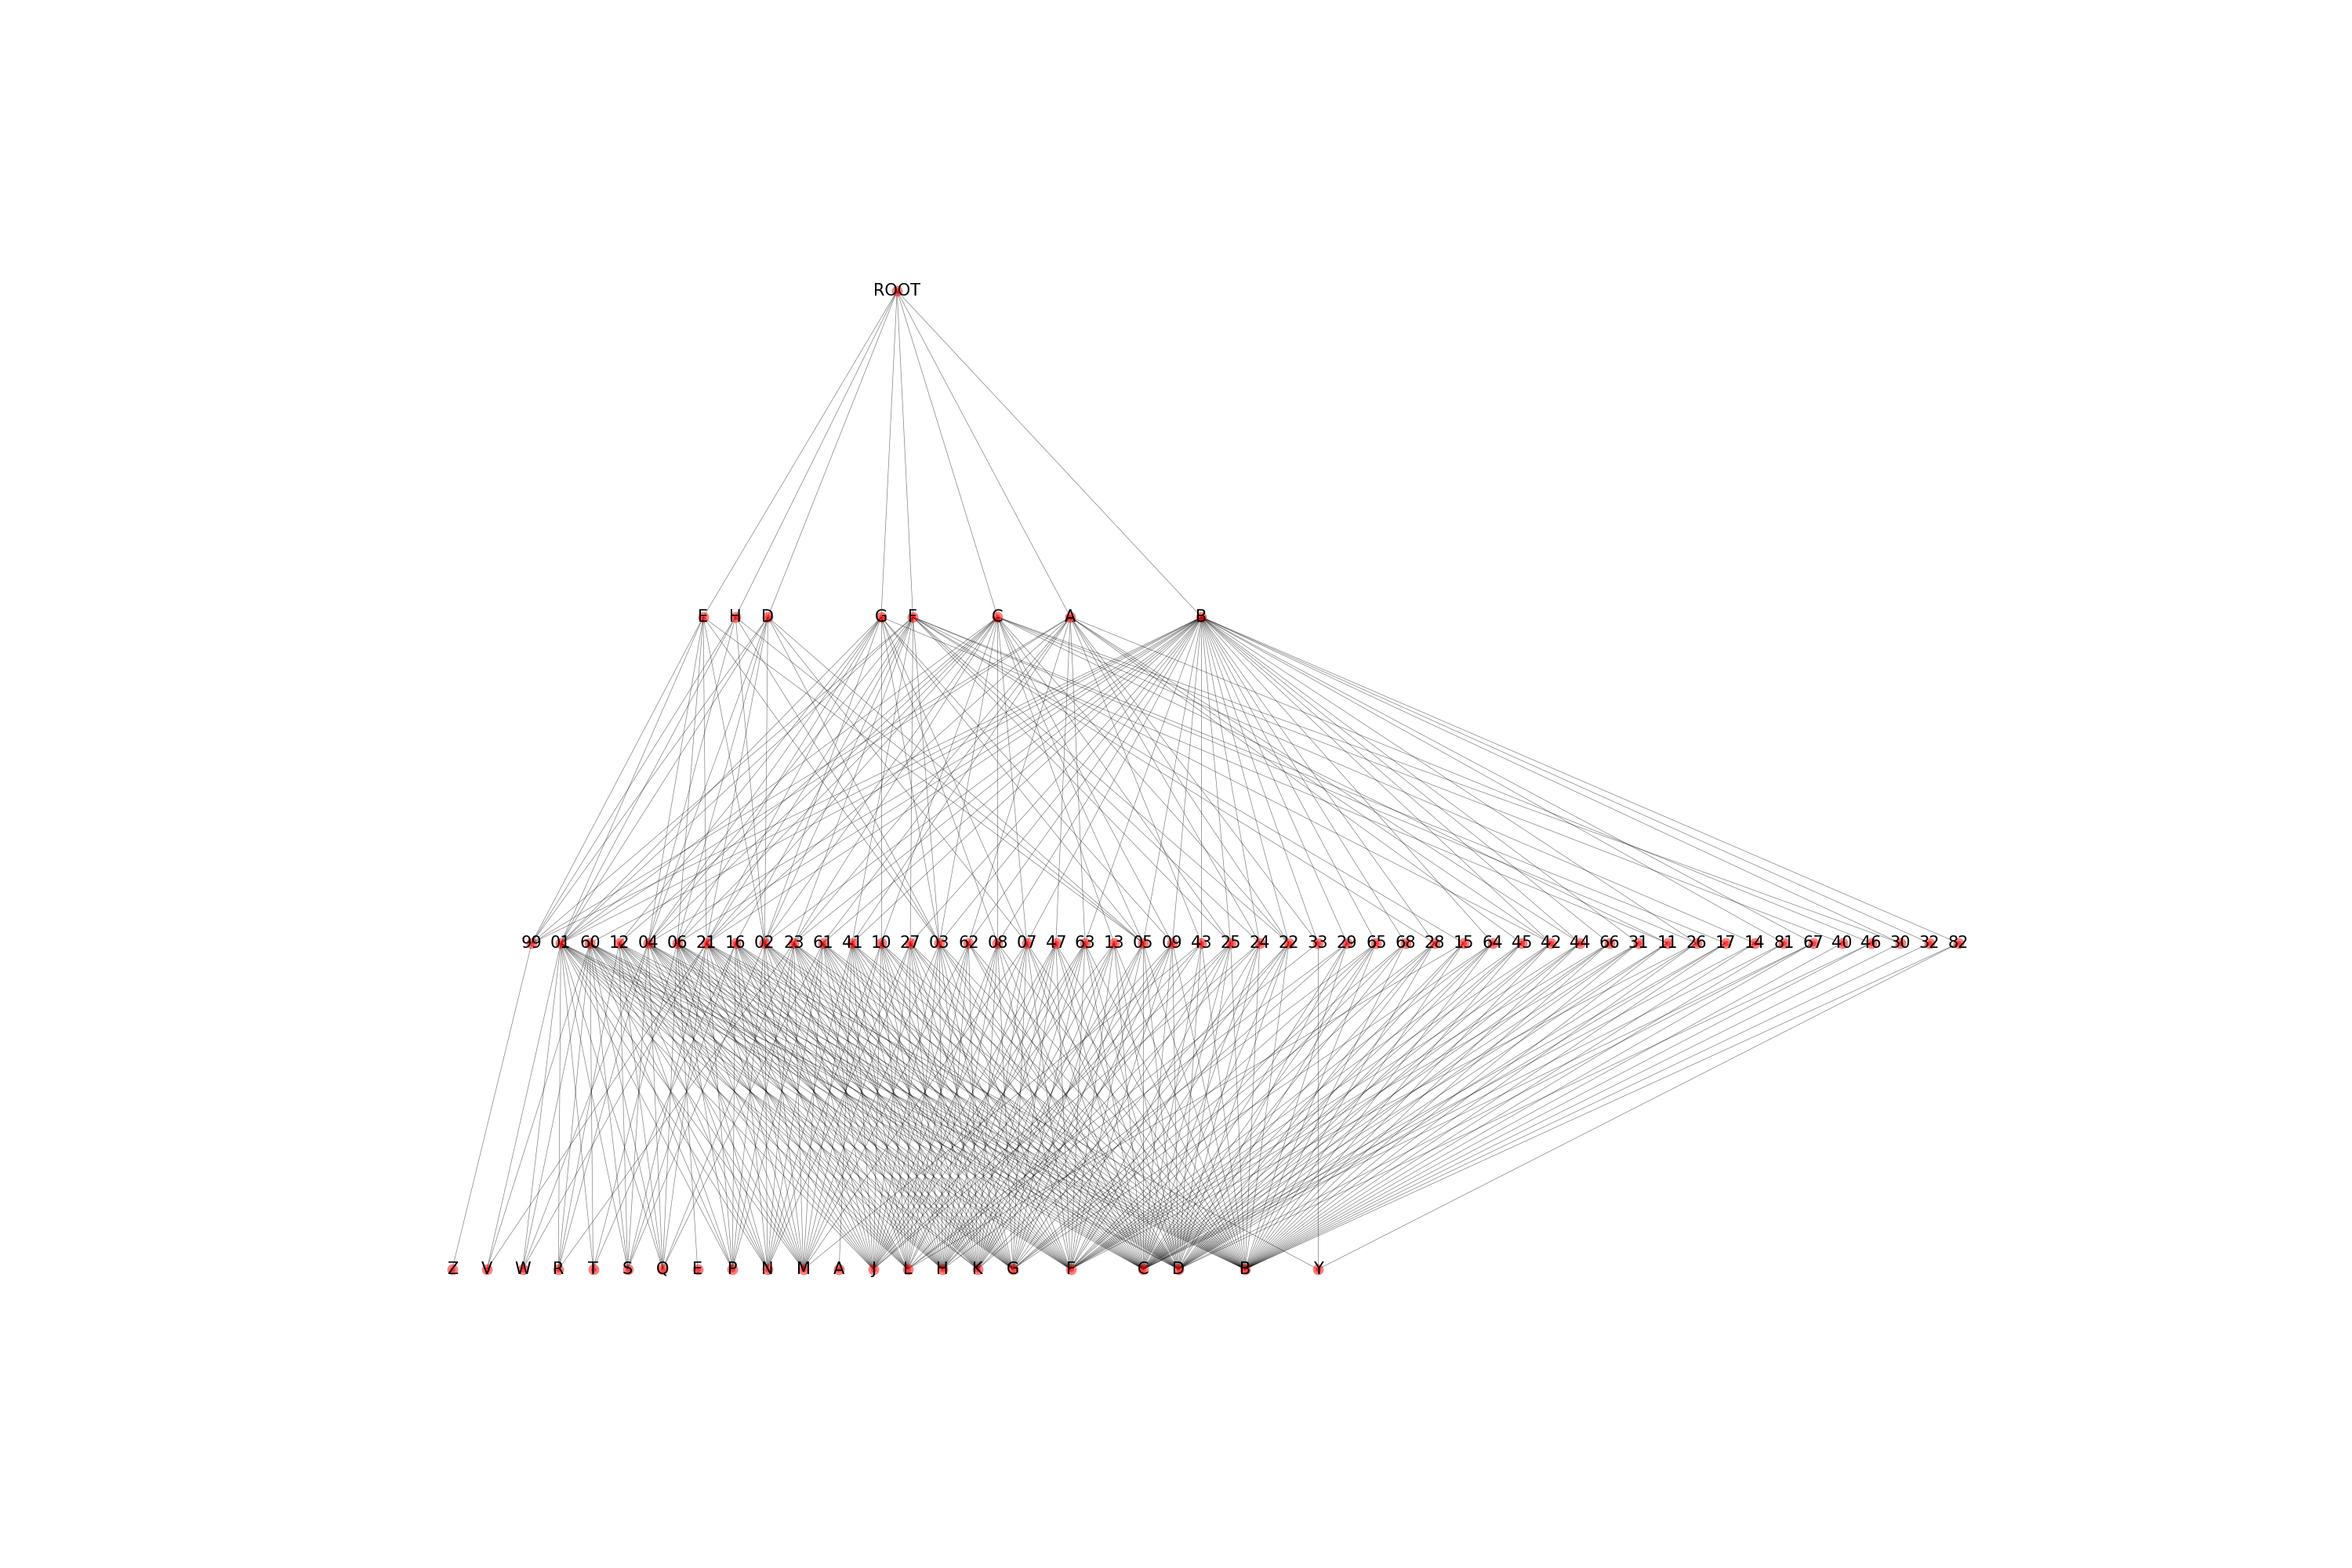 ROOT
E H D G F C A B
99 01 60 12 04 06 21 16 02 23 61 41 10 27 03 62 08 07 47 63 13 05 09 43 25 24 22 33 29 65 68 28 15 64 45 42 44 66 31 11 26 17 14 81 67 40 46 30 32 82
Z V W R T S Q E P N M A J L H K G F C D B Y